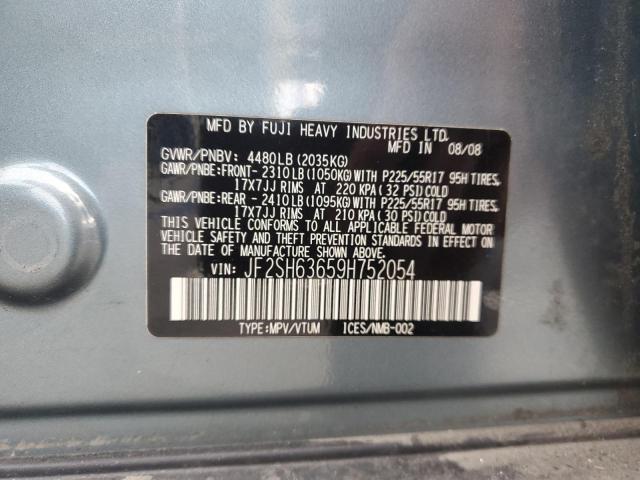 MFD BY FUJI HEAVY INDUSTRIES LTD.
MFD IN 08/08
GVWR/PNBV: 4480LB (2035KG)
GAWR/PNBE:FRONT- 2310LB(1050KG)WITH P225/55R17 95H TIRES,
17X7JJ RIMS AT 220 KPA(32 PSI)COLD
GAWR/PNBE:REAR - 2410LB(1095KG)WITH P225/55R17 95H TIRES,
17X7JJ RIMS AT 210 KPA(30 PSI)COLD
THIS VEHICLE CONFORMS TO ALL APPLICABLE FEDERAL MOTOR
VEHICLE SAFETY AND THEFT PREVENTION STANDARDS IN EFFECT ON
THE DATE OF MANUFACTURE SHOWN ABOVE.
VIN: JF2SH63659H752054
TYPE:MPV/VTUM ICES/NMB-002